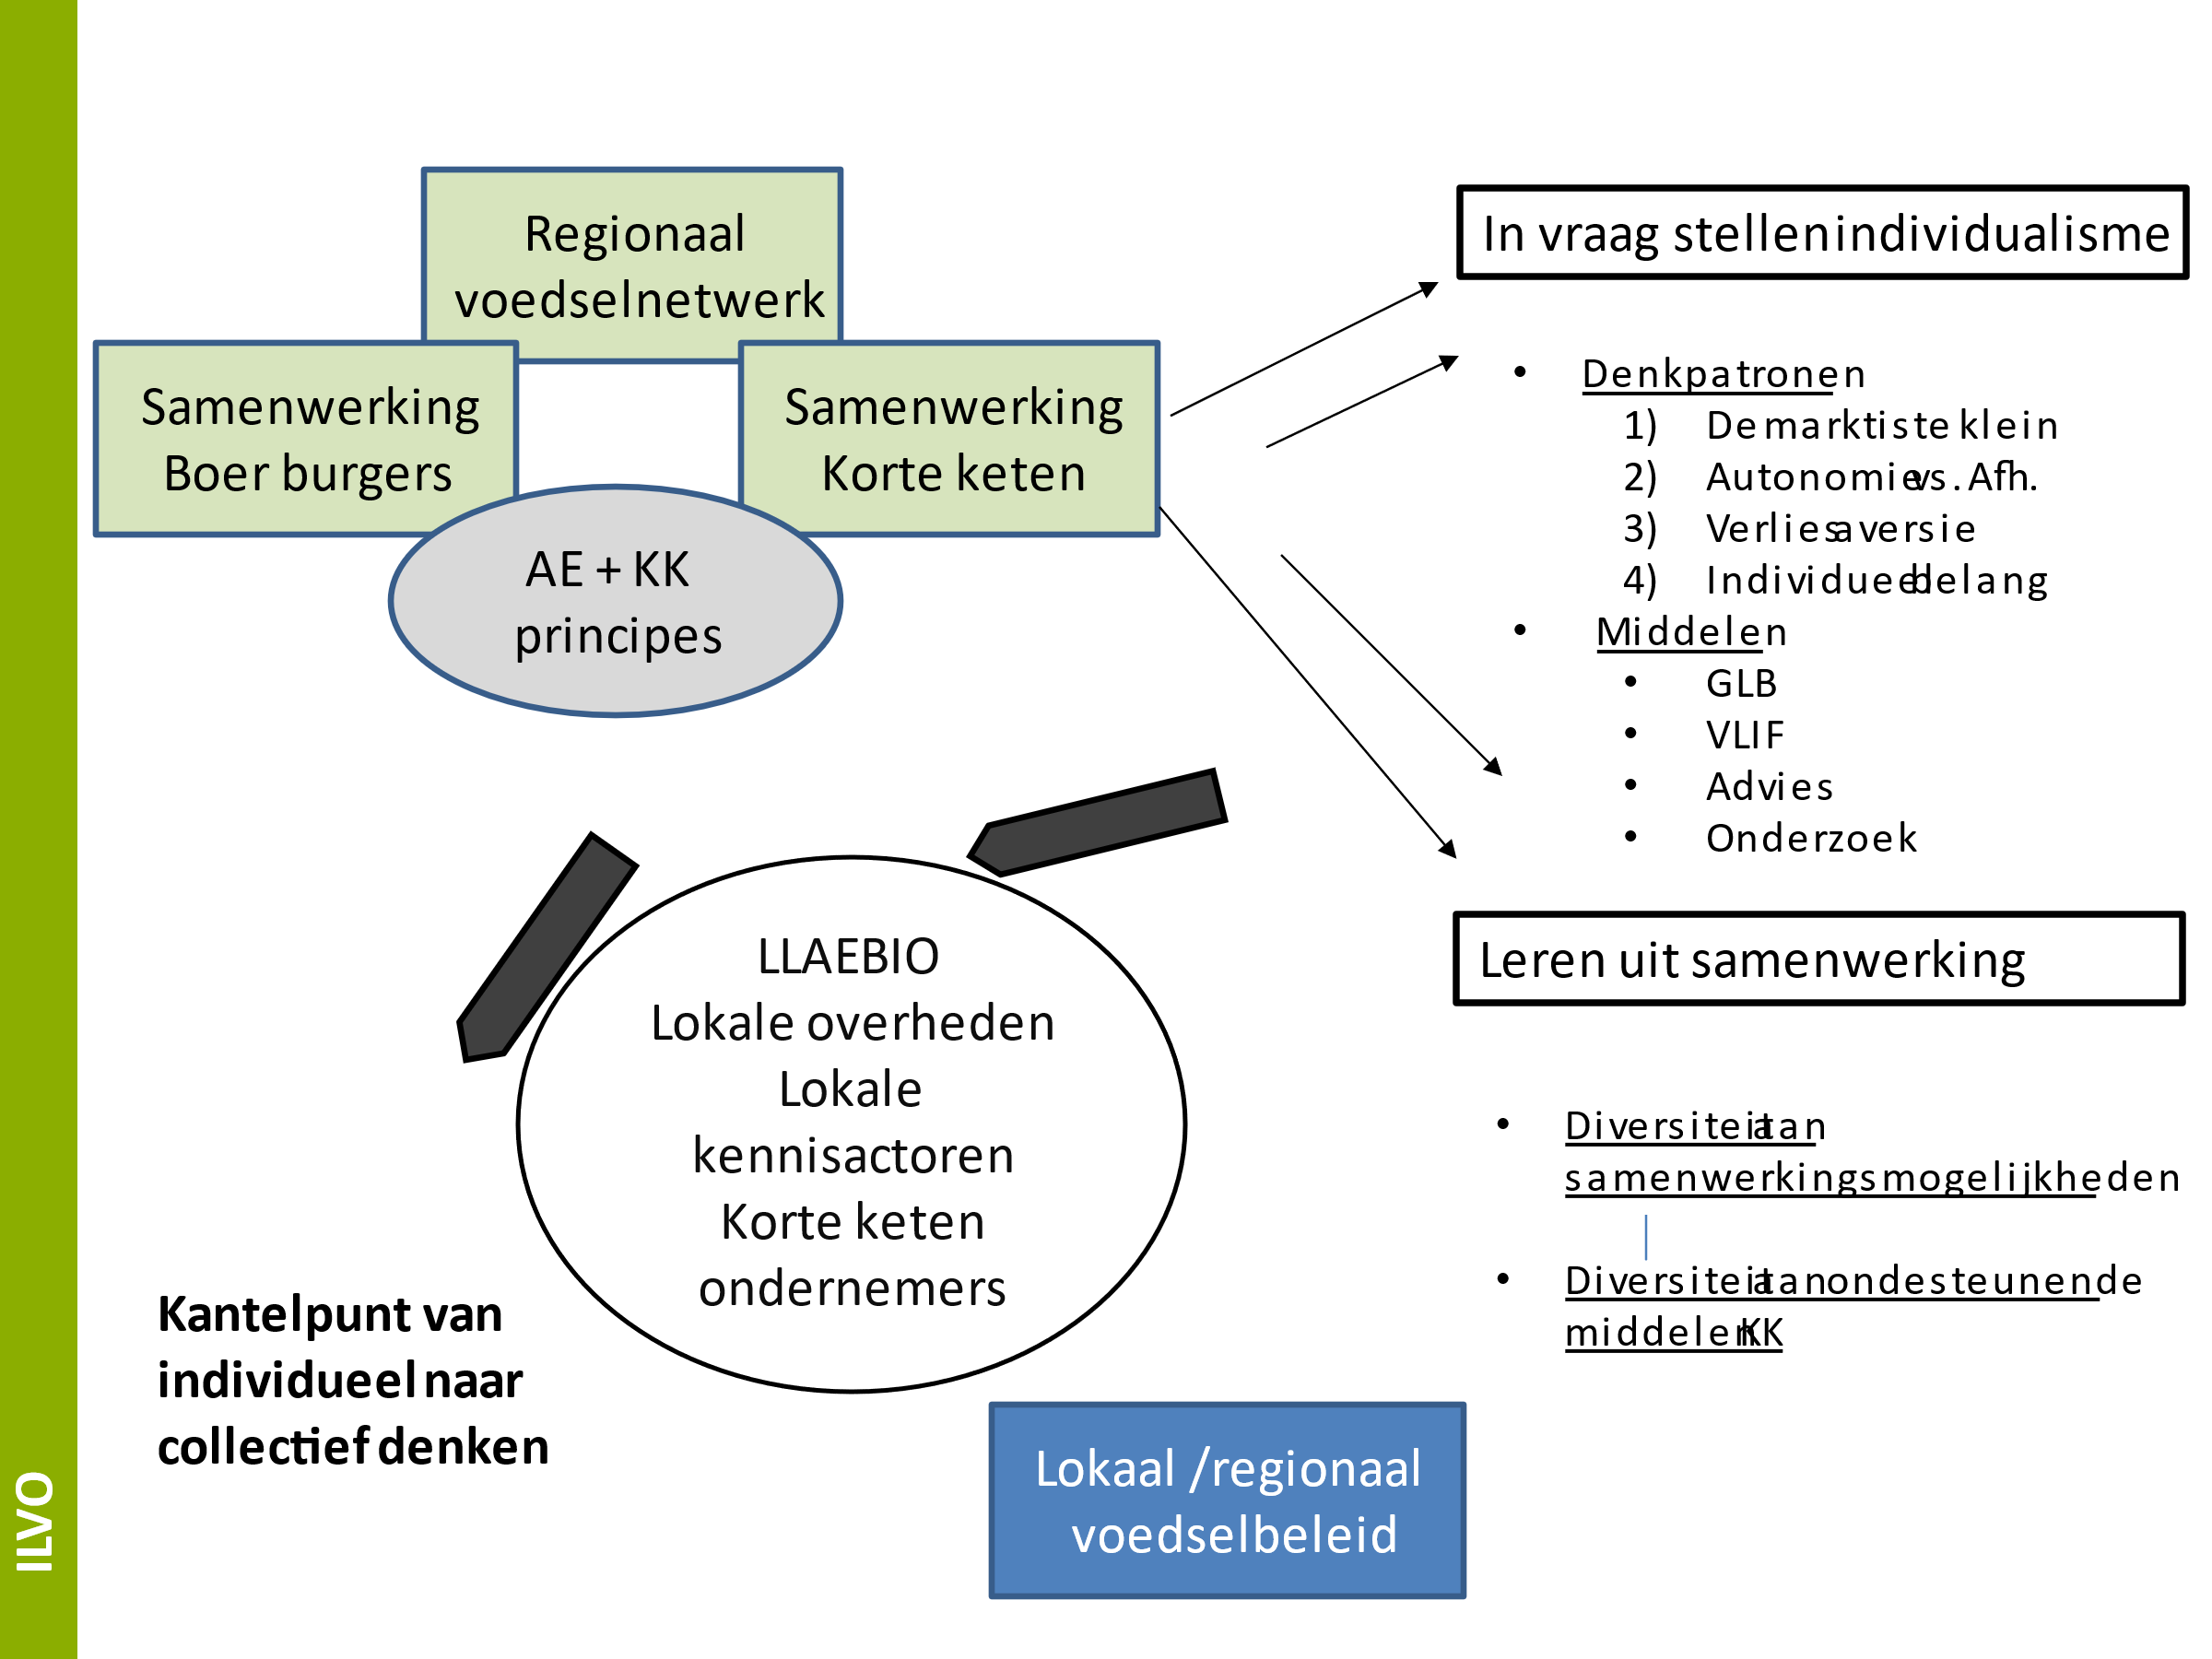 Regionaal
voedselnetwerk
Samenwerking
Boer burgers
Samenwerking
Korte keten
AE + KK
principes
LLAEBIO
Lokale overheden
Lokale
kennisactoren
Korte keten
ondernemers
Kantelpunt van
individueel naar
collectief denken
Lokaal /regionaal
voedselbeleid
In vraag stellen individualisme
• Denkpatronen
1) De markt is te klein
2) Autonomie vs. Afh.
3) Verliesaversie
4) Individueel belang
• Middelen
• GLB
• VLIF
• Advies
• Onderzoek
Leren uit samenwerking
• Diversiteit aan
samenwerkingsmogelijkheden
• Diversiteit aan ondesteunende
middelen KK
ILVO